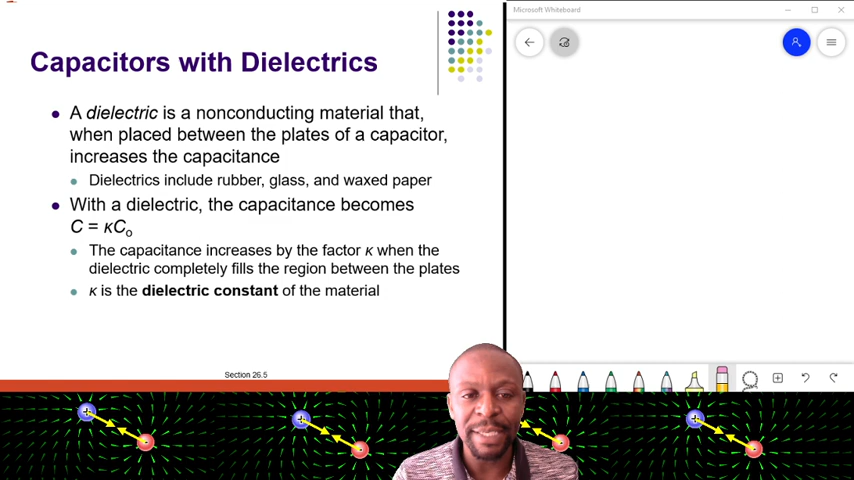 Capacitors with Dielectrics
A dielectric is a nonconducting material that,
when placed between the plates of a capacitor,
increases the capacitance
Dielectrics include rubber, glass, and waxed paper
With a dielectric, the capacitance becomes
C = κCₒ
The capacitance increases by the factor κ when the
dielectric completely fills the region between the plates
κ is the dielectric constant of the material
Section 26.5
Microsoft Whiteboard